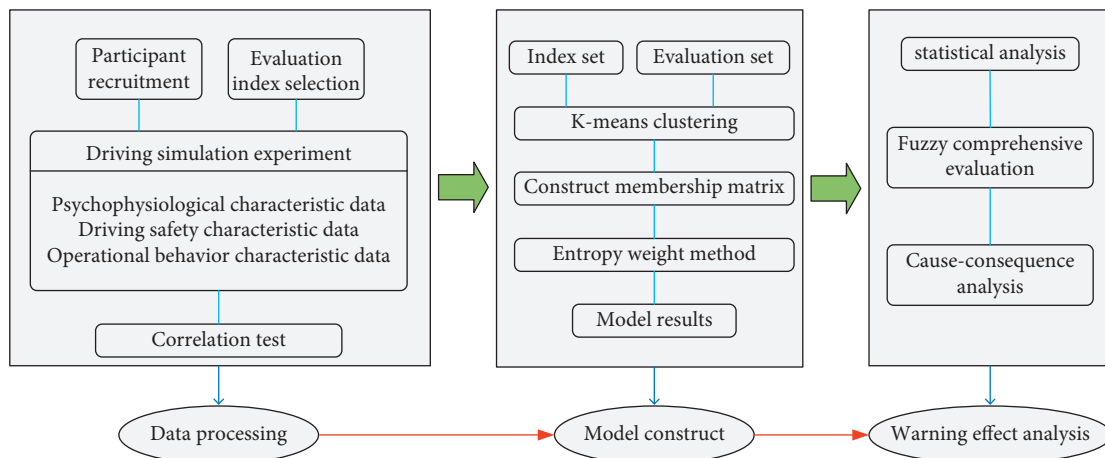 Participant
recruitment
Evaluation
index selection
Driving simulation experiment
Psychophysiological characteristic data
Driving safety characteristic data
Operational behavior characteristic data
Correlation test
Data processing
Index set
Evaluation set
K-means clustering
Construct membership matrix
Entropy weight method
Model results
Model construct
statistical analysis
Fuzzy comprehensive
evaluation
Cause-consequence
analysis
Warning effect analysis